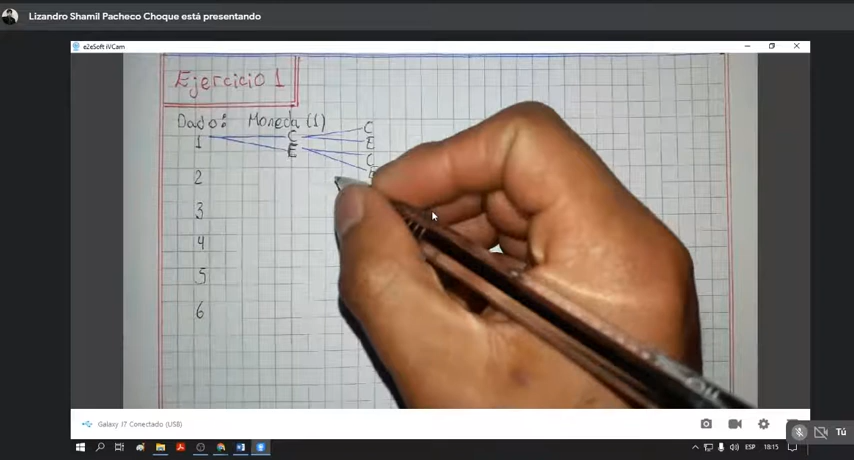 Lizandro Shamil Pacheco Choque está presentando
e2eSoft iVCam
Ejercicio 1
Dado: Moneda (1)
C
1 C E
E C
E
2
3
4
5
6
Galaxy J7 Conectado (USB)
Tú
ESP 18:15